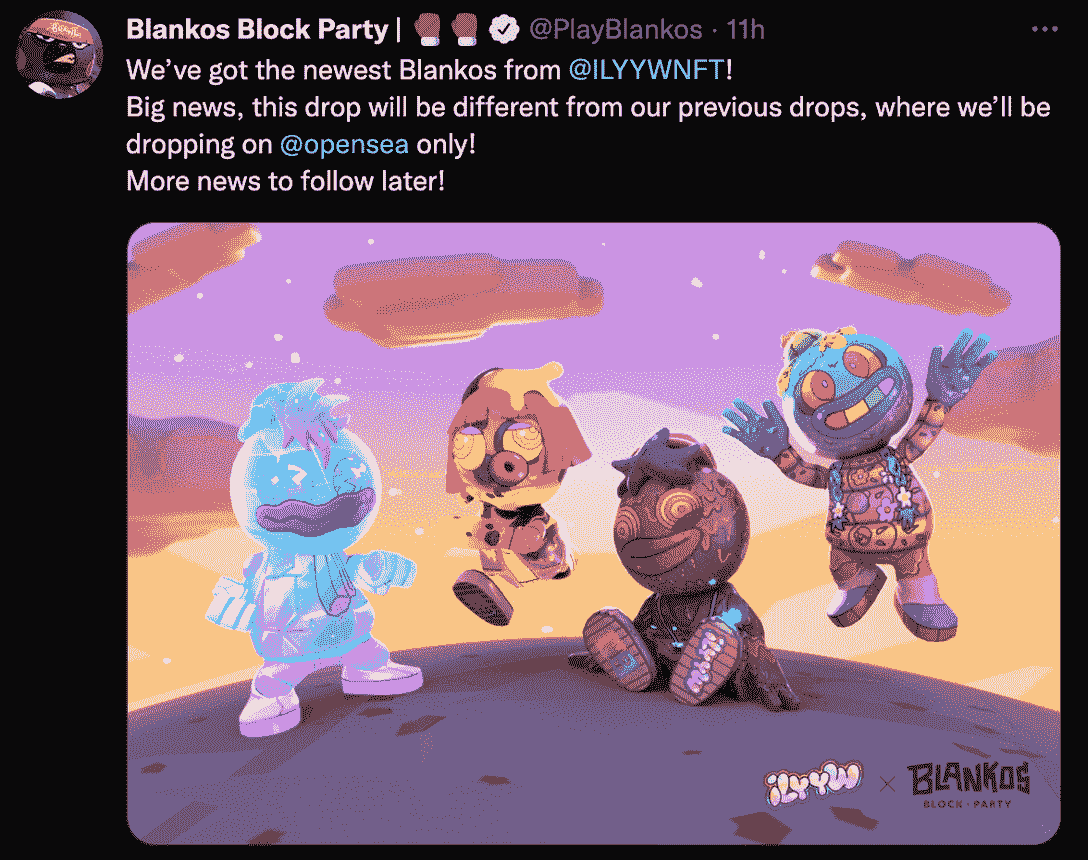 Blankos Block Party | @PlayBlankos · 11h
We’ve got the newest Blankos from @ILYYWNFT!
Big news, this drop will be different from our previous drops, where we’ll be
dropping on @opensea only!
More news to follow later!
iLYYW × BLANKOS
BLOCK · PARTY